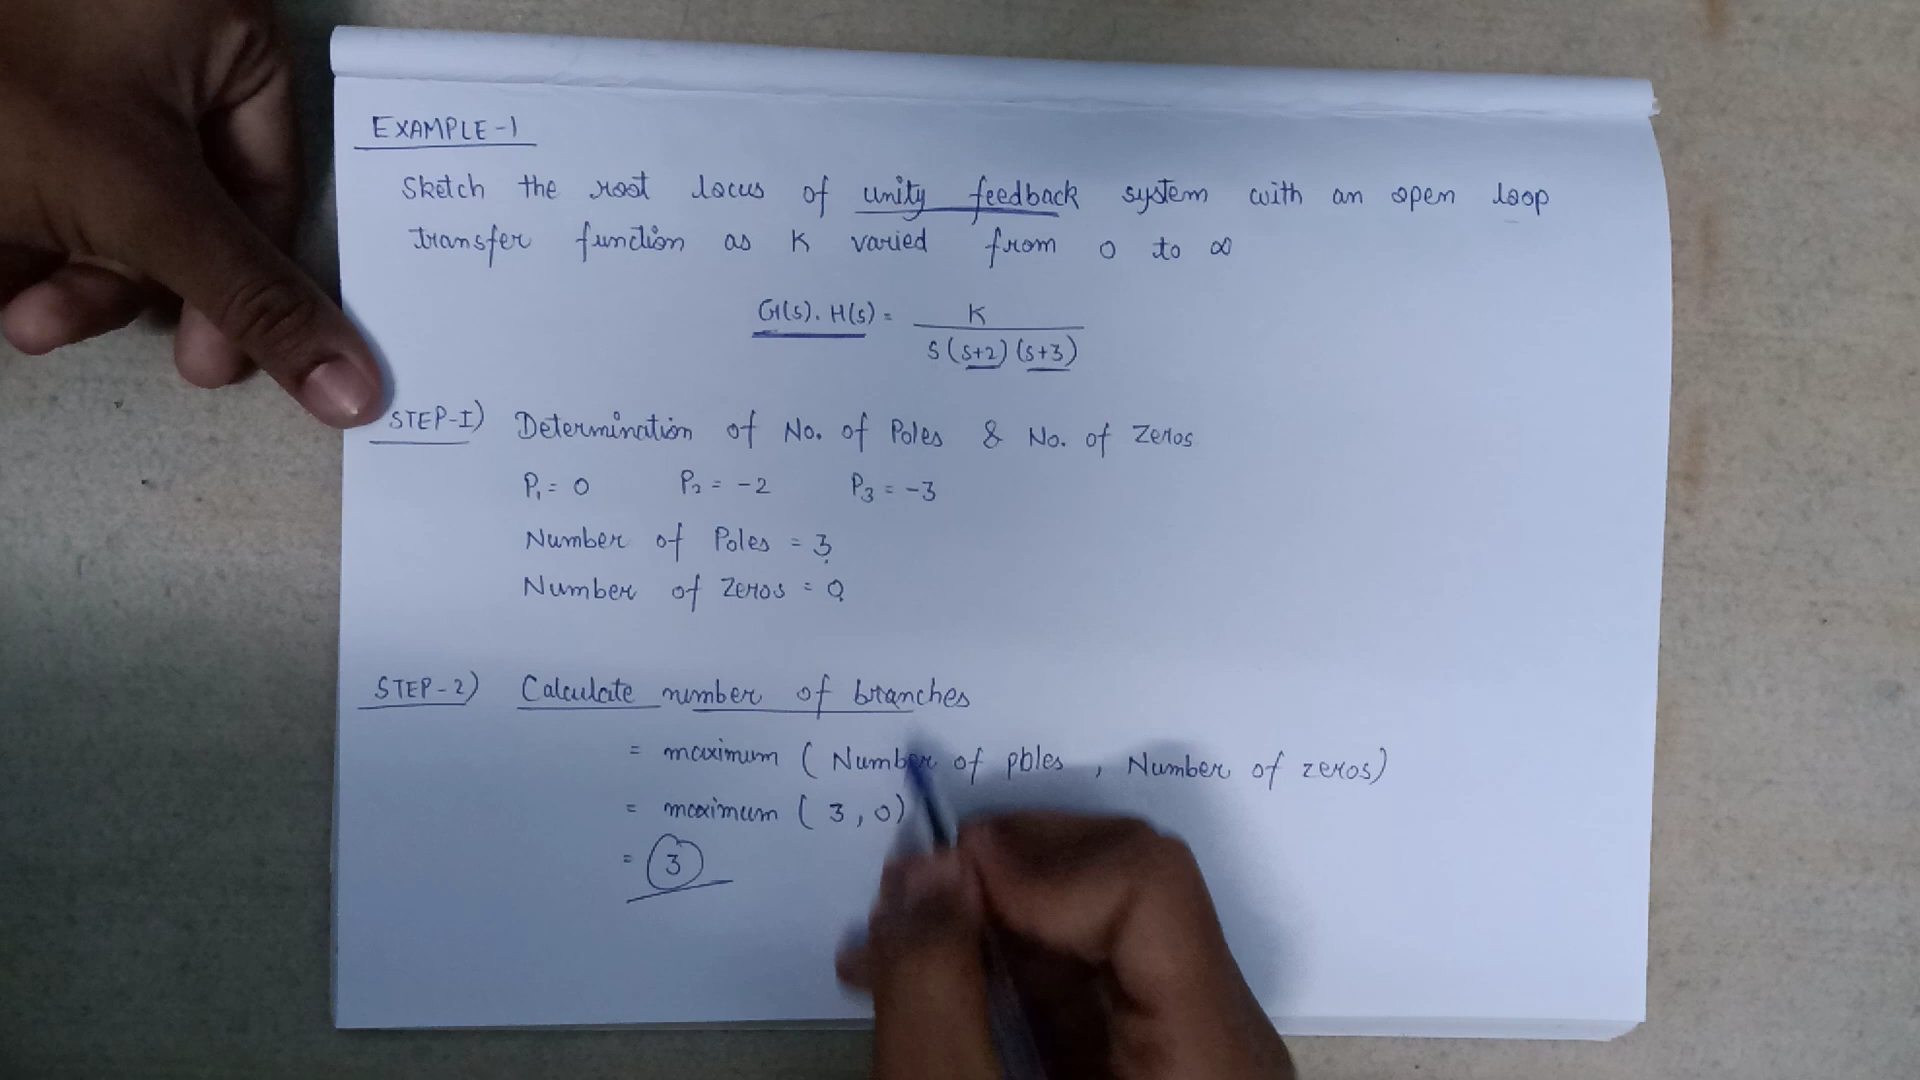 EXAMPLE-1
Sketch the root locus of unity feedback system with an open loop
transfer function as K varied from 0 to ∞
G(s). H(s) = K
s(s+2)(s+3)
STEP-I) Determination of No. of Poles & No. of Zeros
P₁ = 0 P₂ = -2 P₃ = -3
Number of Poles = 3
Number of Zeros = 0
STEP-2) Calculate number of branches
= maximum ( Number of poles , Number of zeros)
= maximum ( 3 , 0)
= 3